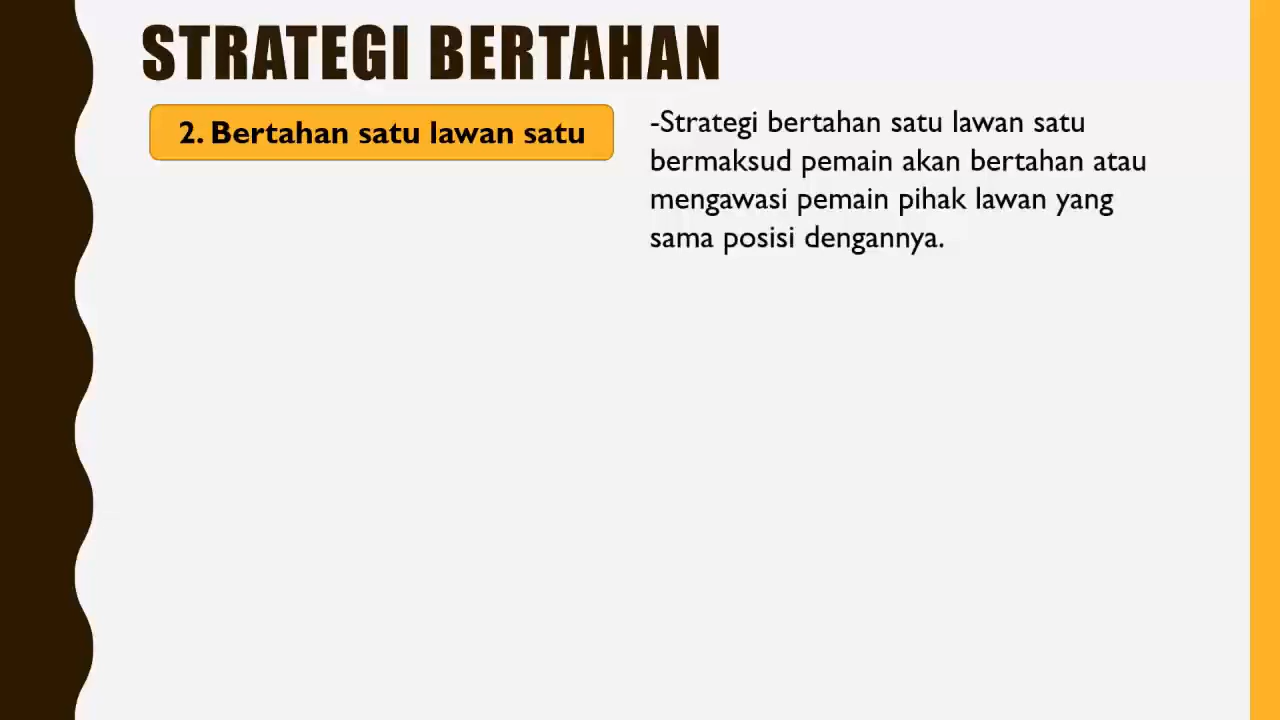 STRATEGI BERTAHAN
2. Bertahan satu lawan satu
-Strategi bertahan satu lawan satu
bermaksud pemain akan bertahan atau
mengawasi pemain pihak lawan yang
sama posisi dengannya.